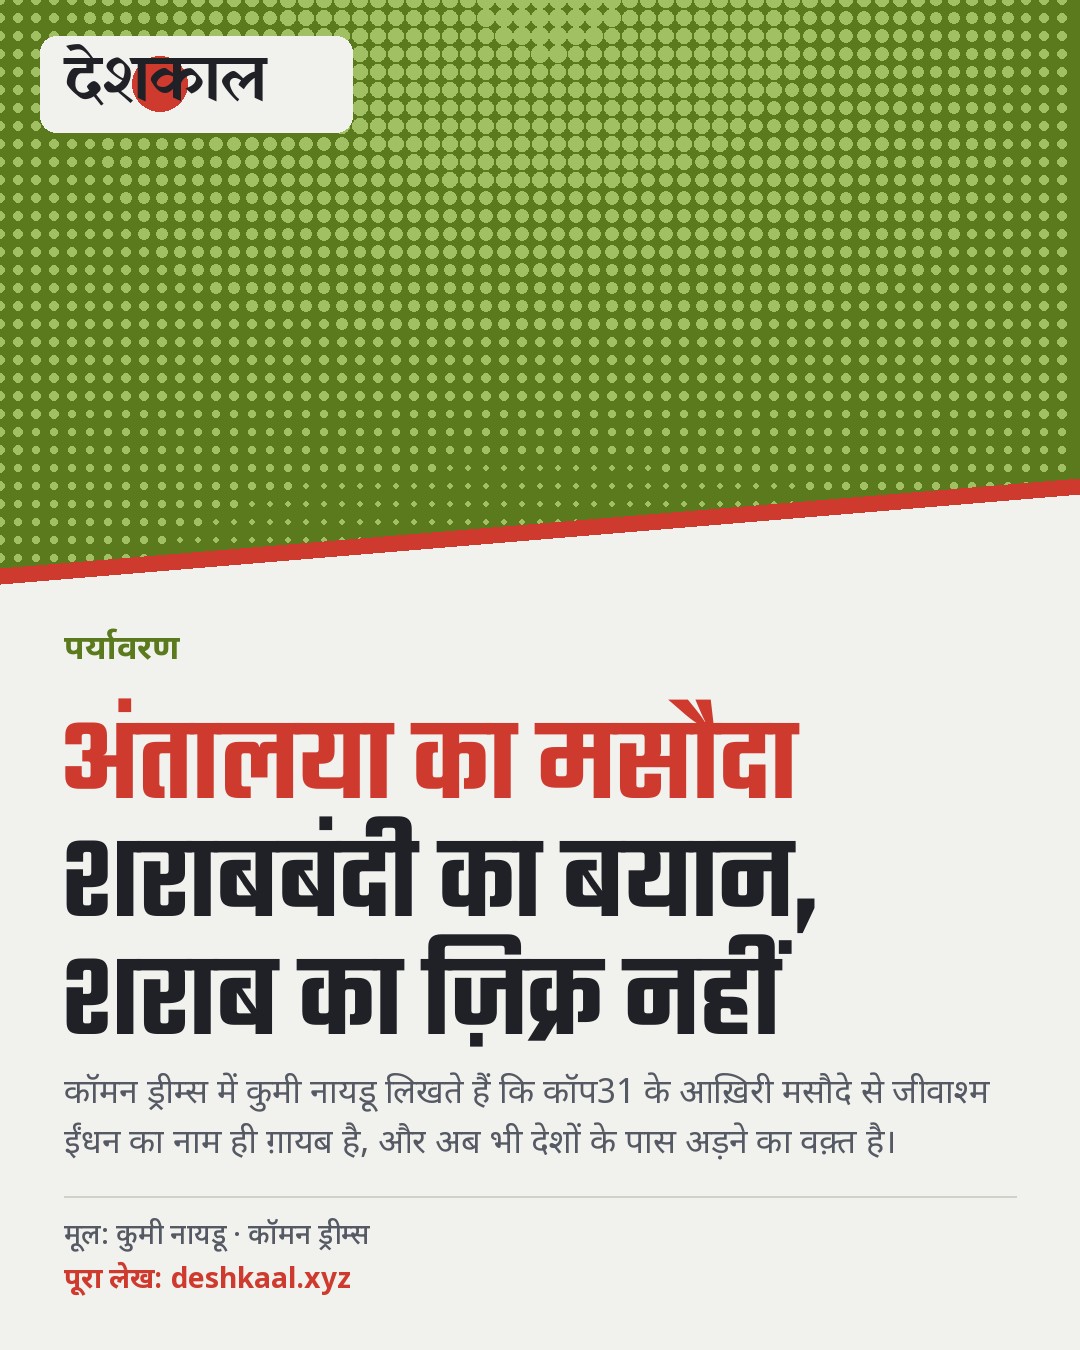 देशकाल
पर्यावरण
अंतालया का मसौदा
शराबबंदी का बयान,
शराब का ज़िक्र नहीं
कॉमन ड्रीम्स में कुमी नायडू लिखते हैं कि कॉप31 के आख़िरी मसौदे से जीवाश्म
ईंधन का नाम ही ग़ायब है, और अब भी देशों के पास अड़ने का वक़्त है।
मूल: कुमी नायडू · कॉमन ड्रीम्स
पूरा लेख: deshkaal.xyz